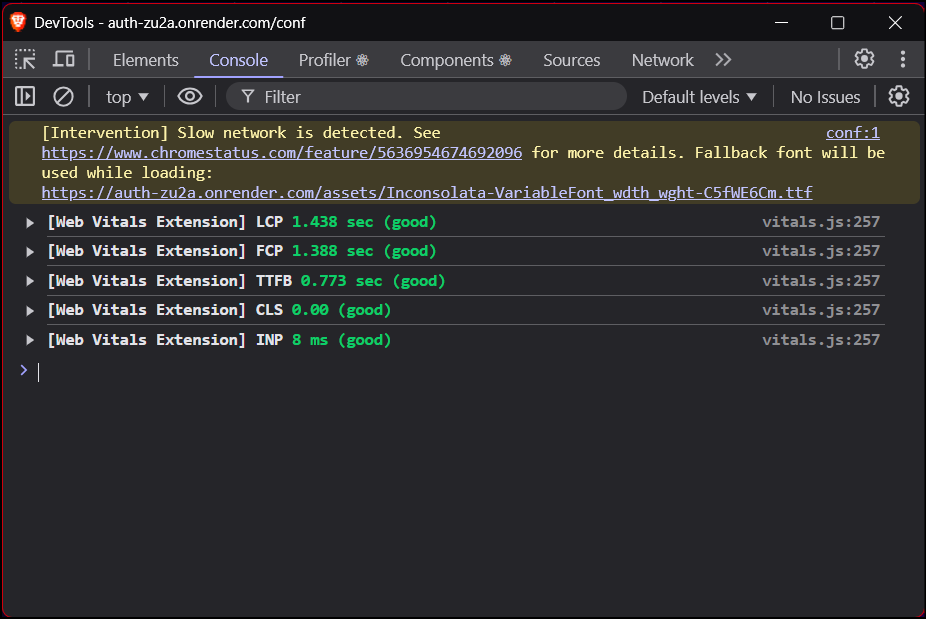 DevTools - auth-zu2a.onrender.com/conf
Elements Console Profiler Components Sources Network
top Filter Default levels No Issues
[Intervention] Slow network is detected. See conf:1
https://www.chromestatus.com/feature/5636954674692096 for more details. Fallback font will be
used while loading:
https://auth-zu2a.onrender.com/assets/Inconsolata-VariableFont_wdth_wght-C5fWE6Cm.ttf
[Web Vitals Extension] LCP 1.438 sec (good) vitals.js:257
[Web Vitals Extension] FCP 1.388 sec (good) vitals.js:257
[Web Vitals Extension] TTFB 0.773 sec (good) vitals.js:257
[Web Vitals Extension] CLS 0.00 (good) vitals.js:257
[Web Vitals Extension] INP 8 ms (good) vitals.js:257